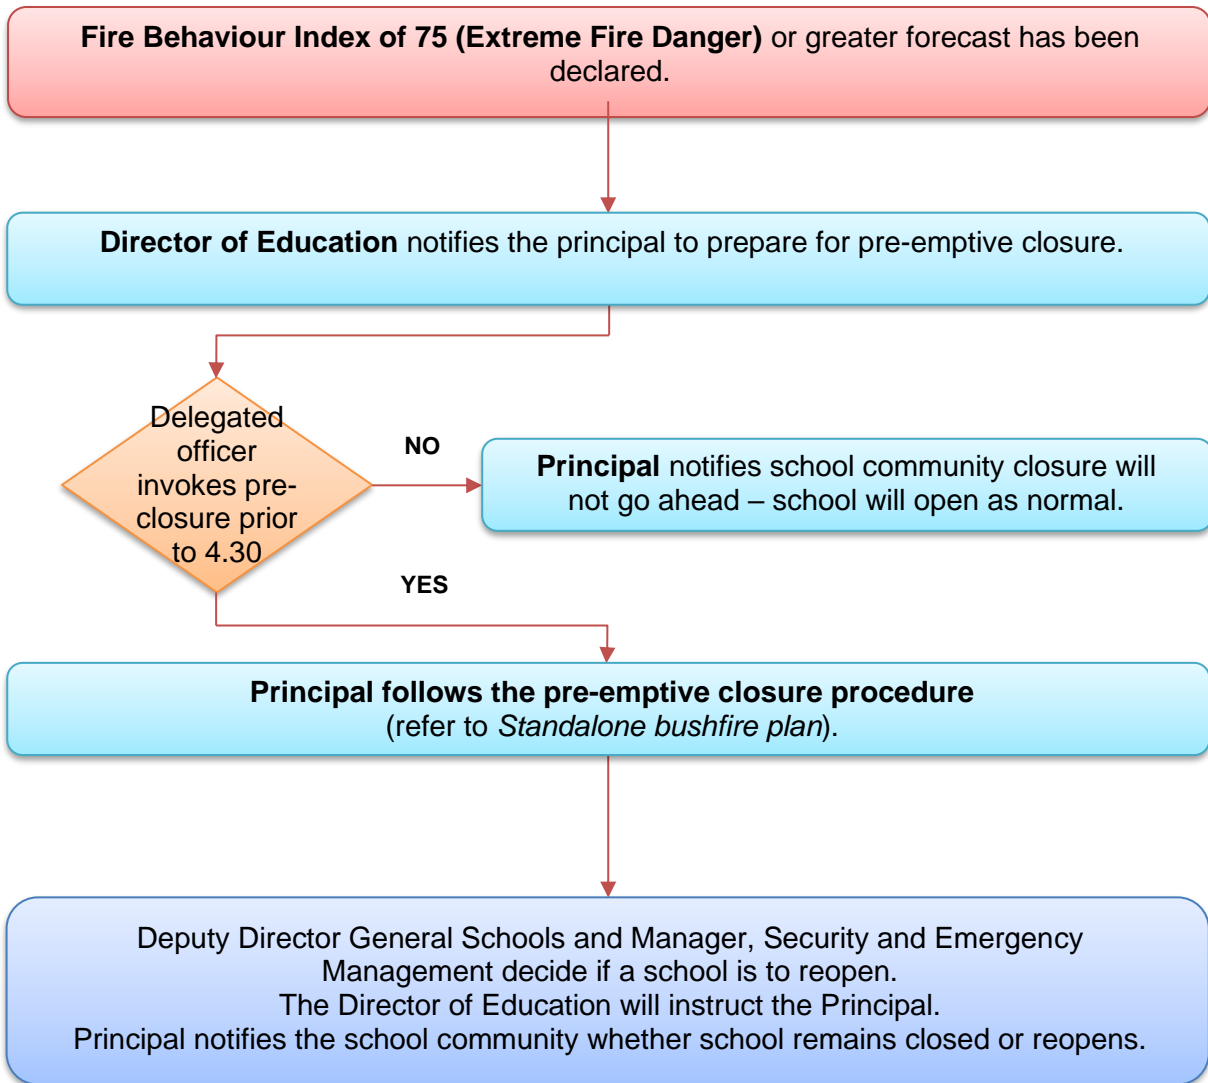 Fire Behaviour Index of 75 (Extreme Fire Danger) or greater forecast has been
declared.
Director of Education notifies the principal to prepare for pre-emptive closure.
Delegated
officer
invokes pre-
closure prior
to 4.30
NO
Principal notifies school community closure will
not go ahead – school will open as normal.
YES
Principal follows the pre-emptive closure procedure
(refer to Standalone bushfire plan).
Deputy Director General Schools and Manager, Security and Emergency
Management decide if a school is to reopen.
The Director of Education will instruct the Principal.
Principal notifies the school community whether school remains closed or reopens.